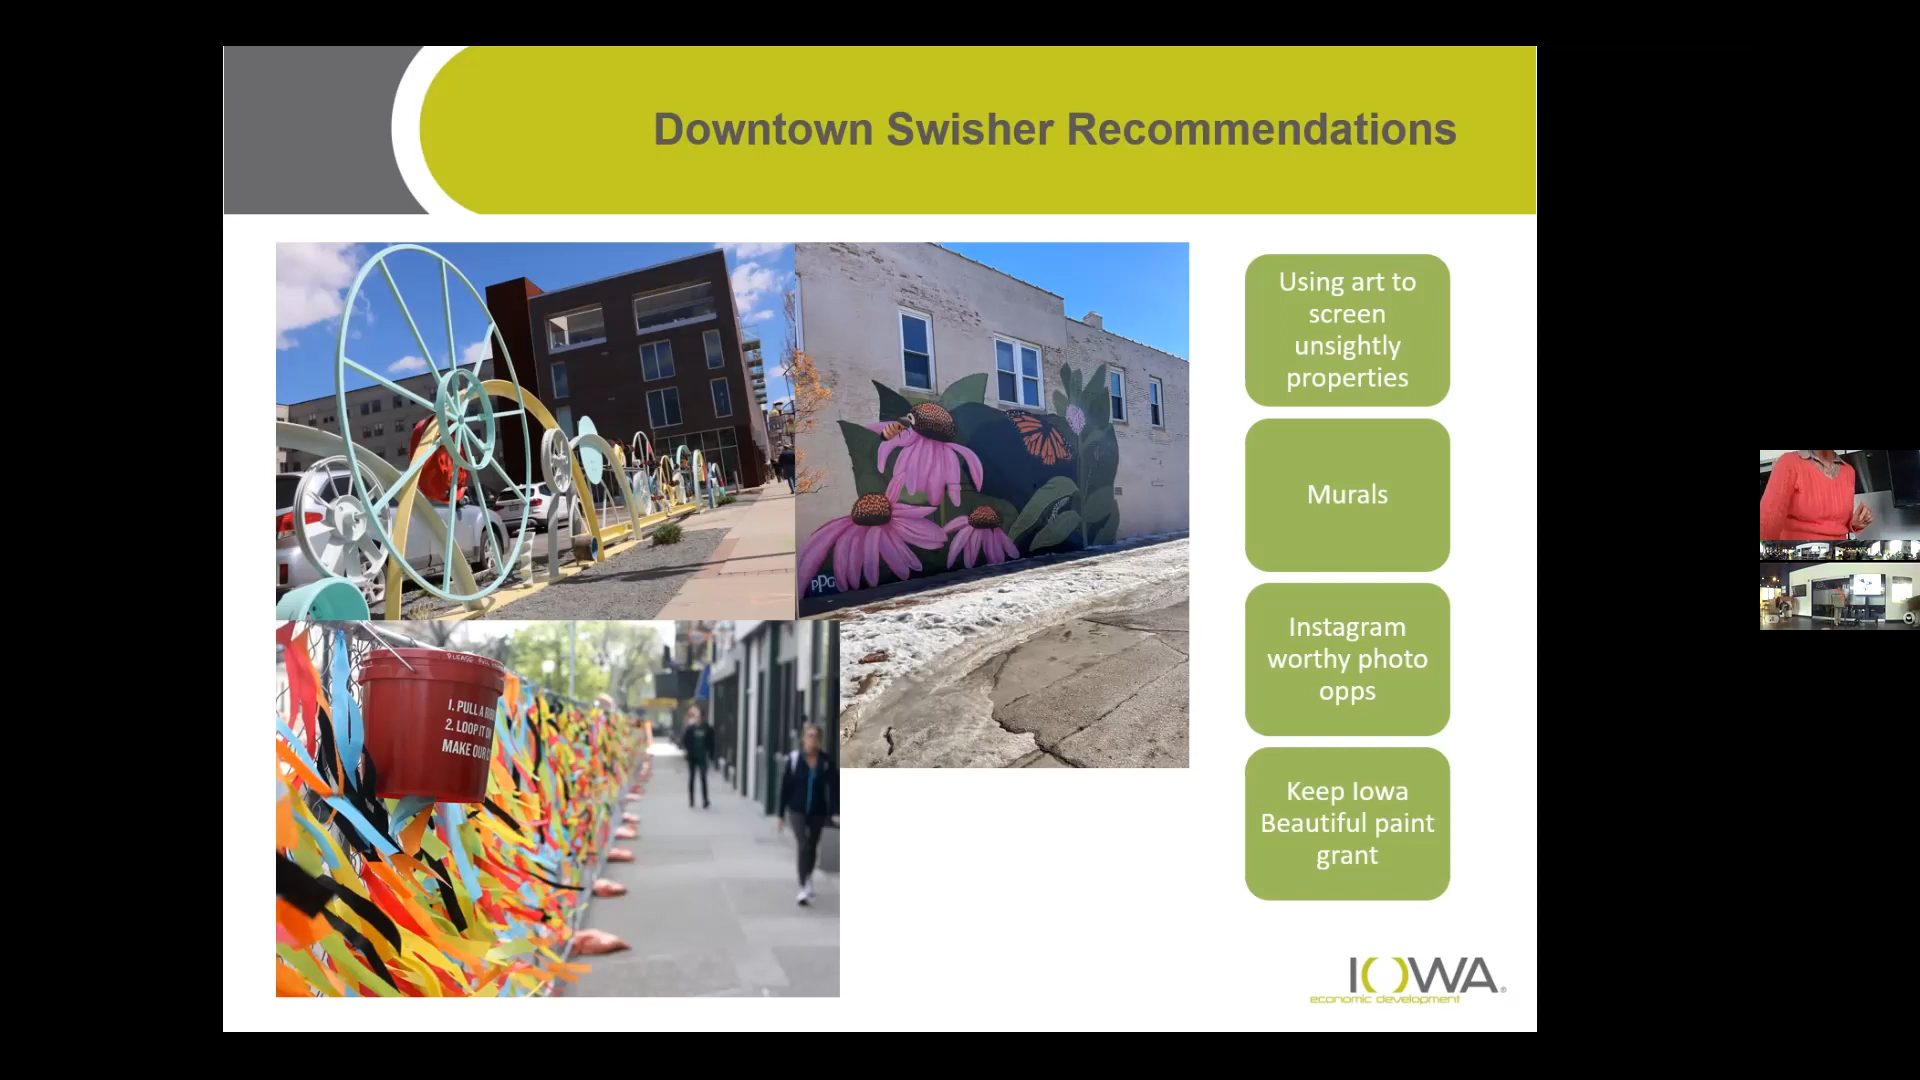 Downtown Swisher Recommendations
Using art to
screen
unsightly
properties
Murals
Instagram
worthy photo
opps
Keep Iowa
Beautiful paint
grant
PLEASE
1. PULL A
2. LOOP IT
MAKE OUR
IOWA®
economic development